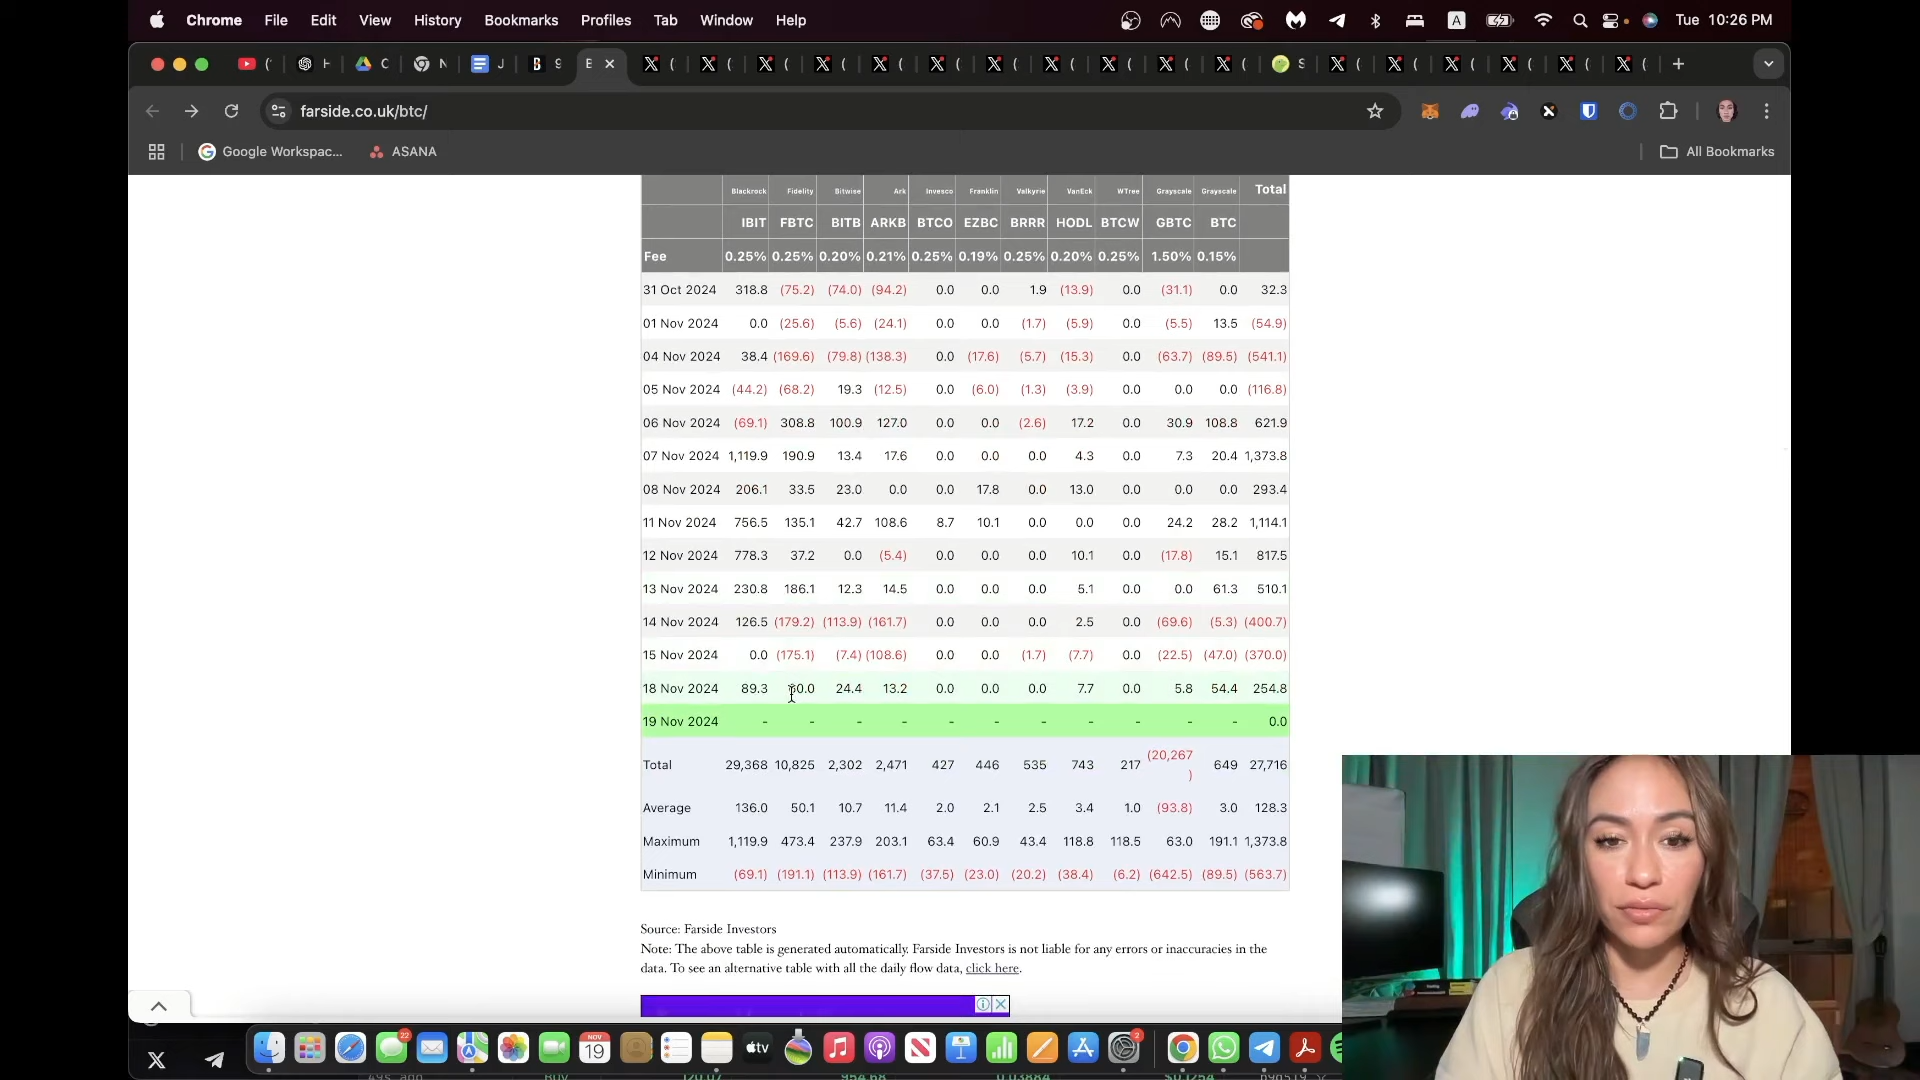 Chrome File Edit View History Bookmarks Profiles Tab Window Help A Tue 10:26 PM
farside.co.uk/btc/
Google Workspac... ASANA All Bookmarks
Blackrock Fidelity Bitwise Ark Invesco Franklin Valkyrie VanEck WTree Grayscale Grayscale Total
IBIT FBTC BITB ARKB BTCO EZBC BRRR HODL BTCW GBTC BTC
Fee 0.25% 0.25% 0.20% 0.21% 0.25% 0.19% 0.25% 0.20% 0.25% 1.50% 0.15%
31 Oct 2024 318.8 (75.2) (74.0) (94.2) 0.0 0.0 1.9 (13.9) 0.0 (31.1) 0.0 32.3
01 Nov 2024 0.0 (25.6) (5.6) (24.1) 0.0 0.0 (1.7) (5.9) 0.0 (5.5) 13.5 (54.9)
04 Nov 2024 38.4 (169.6) (79.8) (138.3) 0.0 (17.6) (5.7) (15.3) 0.0 (63.7) (89.5) (541.1)
05 Nov 2024 (44.2) (68.2) 19.3 (12.5) 0.0 (6.0) (1.3) (3.9) 0.0 0.0 0.0 (116.8)
06 Nov 2024 (69.1) 308.8 100.9 127.0 0.0 0.0 (2.6) 17.2 0.0 30.9 108.8 621.9
07 Nov 2024 1,119.9 190.9 13.4 17.6 0.0 0.0 0.0 4.3 0.0 7.3 20.4 1,373.8
08 Nov 2024 206.1 33.5 23.0 0.0 0.0 17.8 0.0 13.0 0.0 0.0 0.0 293.4
11 Nov 2024 756.5 135.1 42.7 108.6 8.7 10.1 0.0 0.0 0.0 24.2 28.2 1,114.1
12 Nov 2024 778.3 37.2 0.0 (5.4) 0.0 0.0 0.0 10.1 0.0 (17.8) 15.1 817.5
13 Nov 2024 230.8 186.1 12.3 14.5 0.0 0.0 0.0 5.1 0.0 0.0 61.3 510.1
14 Nov 2024 126.5 (179.2) (113.9) (161.7) 0.0 0.0 0.0 2.5 0.0 (69.6) (5.3) (400.7)
15 Nov 2024 0.0 (175.1) (7.4) (108.6) 0.0 0.0 (1.7) (7.7) 0.0 (22.5) (47.0) (370.0)
18 Nov 2024 89.3 60.0 24.4 13.2 0.0 0.0 0.0 7.7 0.0 5.8 54.4 254.8
19 Nov 2024 - - - - - - - - - - - 0.0
Total 29,368 10,825 2,302 2,471 427 446 535 743 217 (20,267) 649 27,716
Average 136.0 50.1 10.7 11.4 2.0 2.1 2.5 3.4 1.0 (93.8) 3.0 128.3
Maximum 1,119.9 473.4 237.9 203.1 63.4 60.9 43.4 118.8 118.5 63.0 191.1 1,373.8
Minimum (69.1) (191.1) (113.9) (161.7) (37.5) (23.0) (20.2) (38.4) (6.2) (642.5) (89.5) (563.7)
Source: Farside Investors
Note: The above table is generated automatically. Farside Investors is not liable for any errors or inaccuracies in the
data. To see an alternative table with all the daily flow data, click here.
22 NOV 19 tv 2